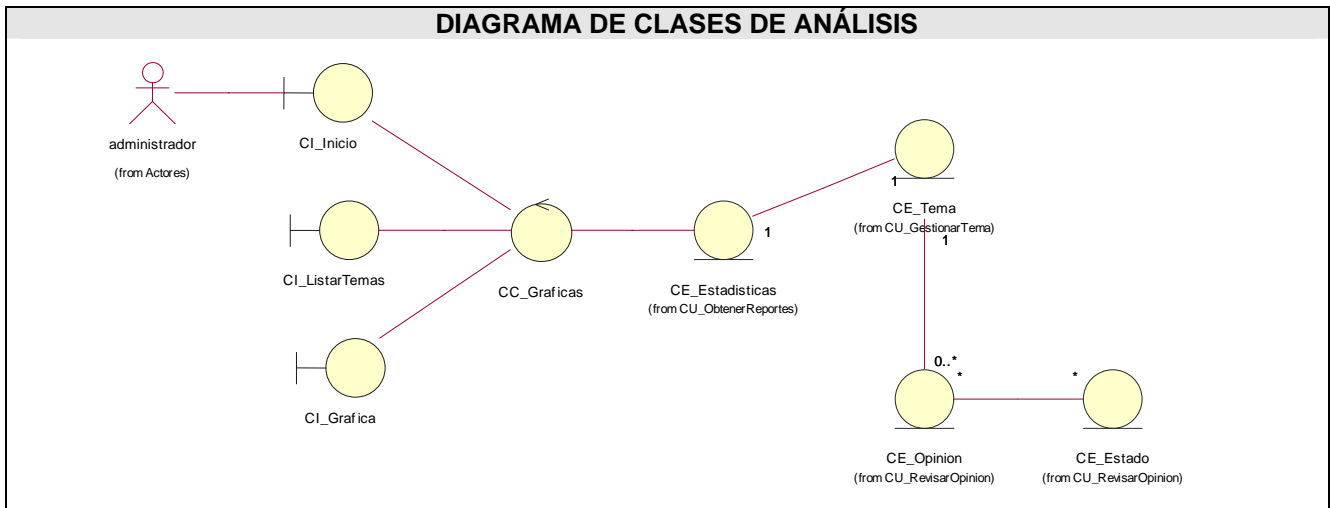 DIAGRAMA DE CLASES DE ANÁLISIS
administrador
(from Actores)
CI_Inicio
CI_ListarTemas
CI_Grafica
CC_Graficas
CE_Estadisticas
(from CU_ObtenerReportes)
1
1
CE_Tema
(from CU_GestionarTema)
1
0..*
*
*
CE_Opinion
(from CU_RevisarOpinion)
CE_Estado
(from CU_RevisarOpinion)